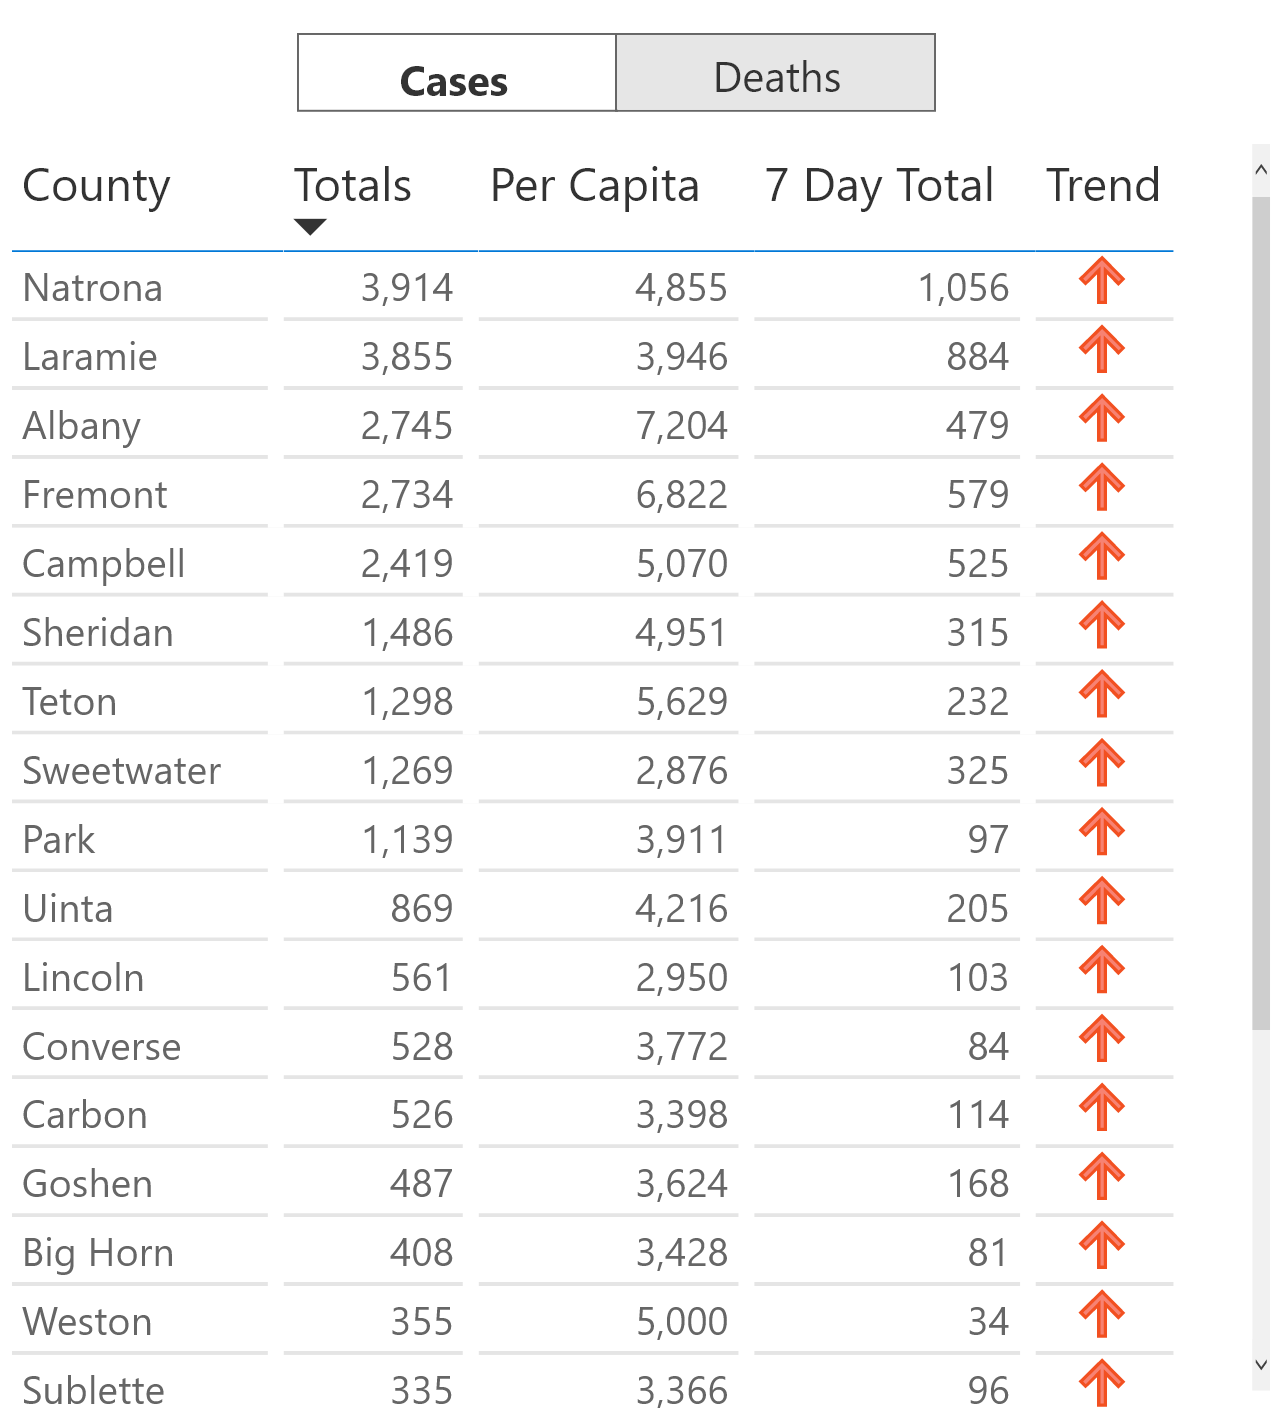 Cases Deaths
County Totals Per Capita 7 Day Total Trend
Natrona 3,914 4,855 1,056
Laramie 3,855 3,946 884
Albany 2,745 7,204 479
Fremont 2,734 6,822 579
Campbell 2,419 5,070 525
Sheridan 1,486 4,951 315
Teton 1,298 5,629 232
Sweetwater 1,269 2,876 325
Park 1,139 3,911 97
Uinta 869 4,216 205
Lincoln 561 2,950 103
Converse 528 3,772 84
Carbon 526 3,398 114
Goshen 487 3,624 168
Big Horn 408 3,428 81
Weston 355 5,000 34
Sublette 335 3,366 96